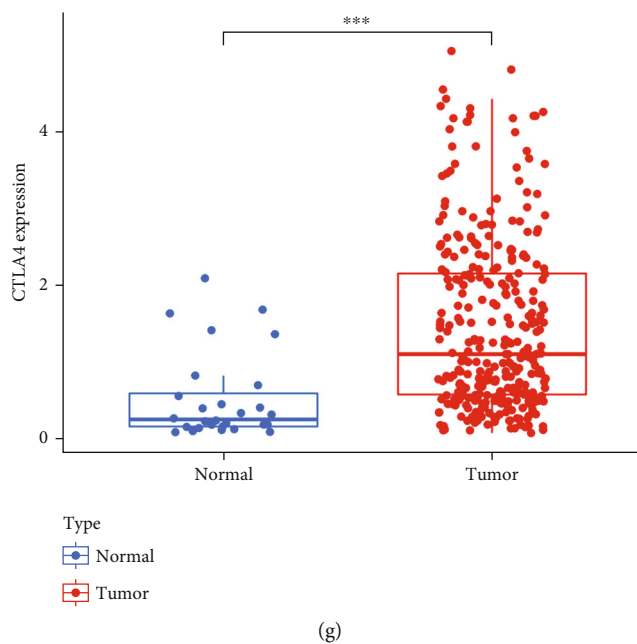 ***
CTLA4 expression
4
2
0
Normal
Tumor
Type
Normal
Tumor
(g)